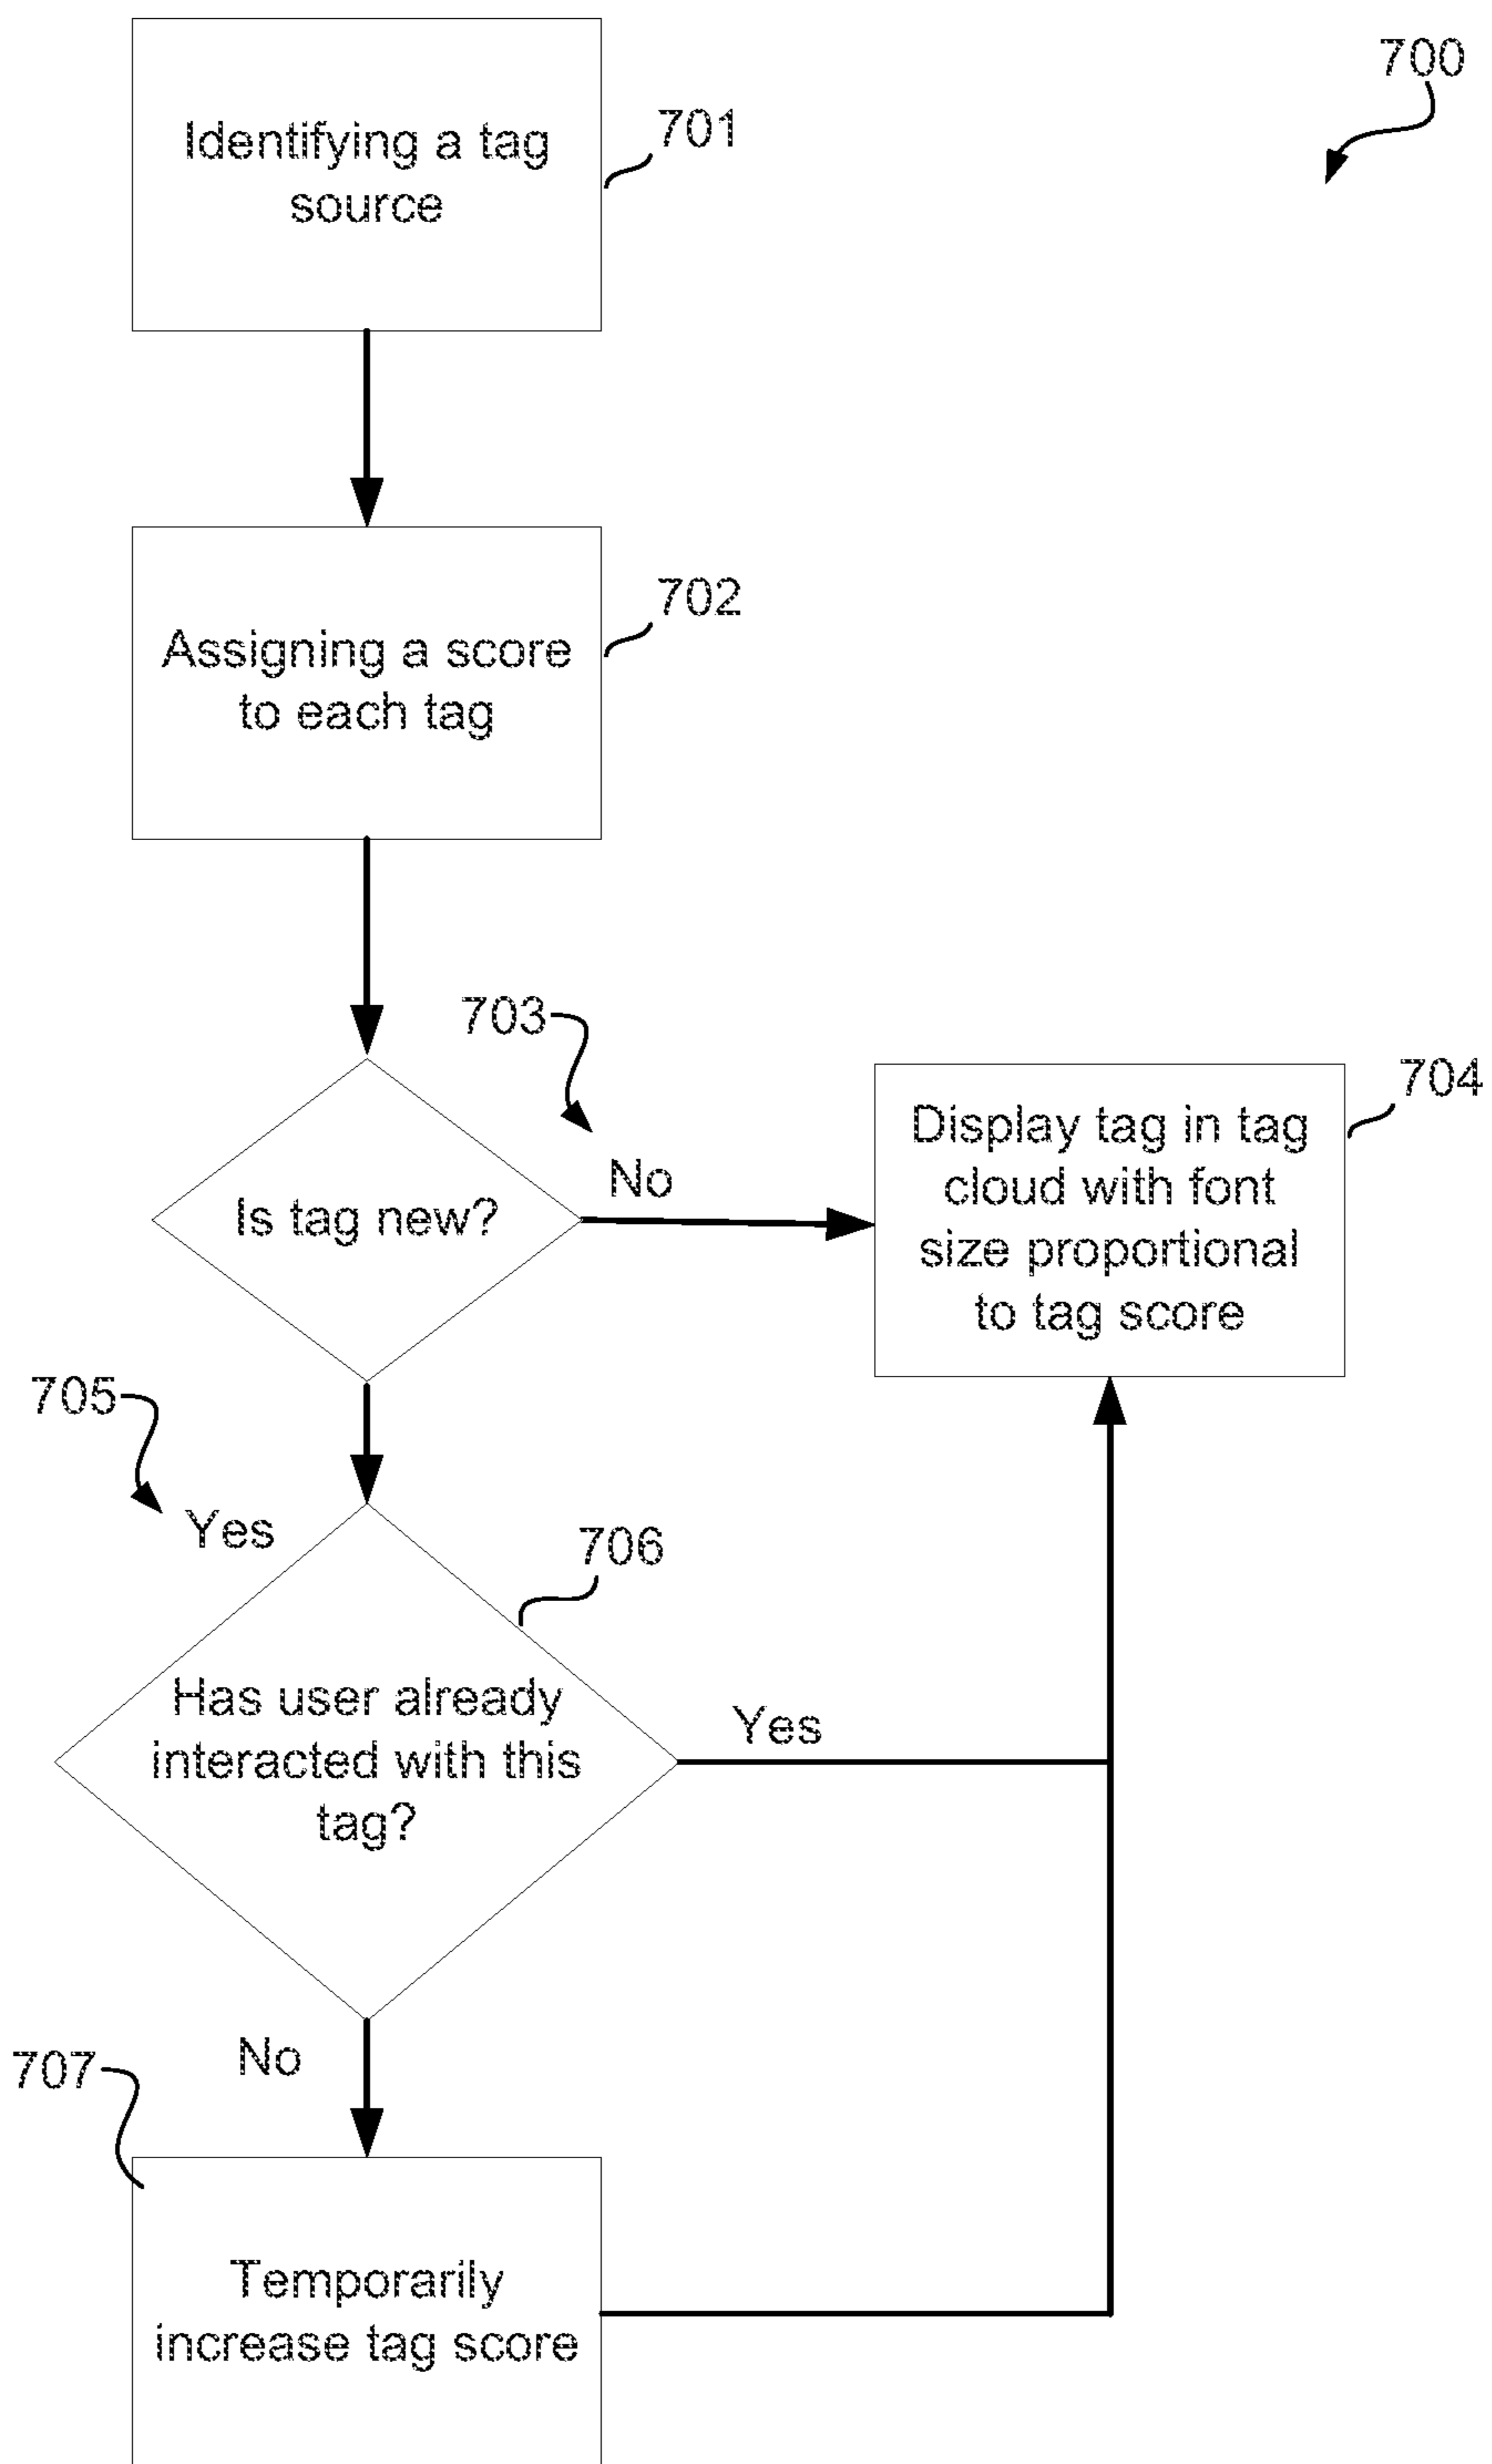 700
Identifying a tag
source
701
Assigning a score
to each tag
702
703
Is tag new?
No
Display tag in tag
cloud with font
size proportional
to tag score
704
705
Yes
706
Has user already
interacted with this
tag?
Yes
No
707
Temporarily
increase tag score